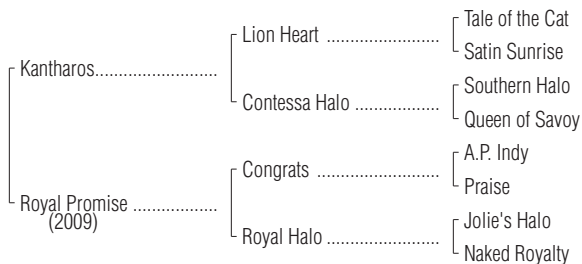 Tale of the Cat
Lion Heart ......................
Satin Sunrise
Kantharos........................
Southern Halo
Contessa Halo ................
Queen of Savoy
A.P. Indy
Congrats .......................
Praise
Royal Promise ................
(2009)
Jolie's Halo
Royal Halo ......................
Naked Royalty